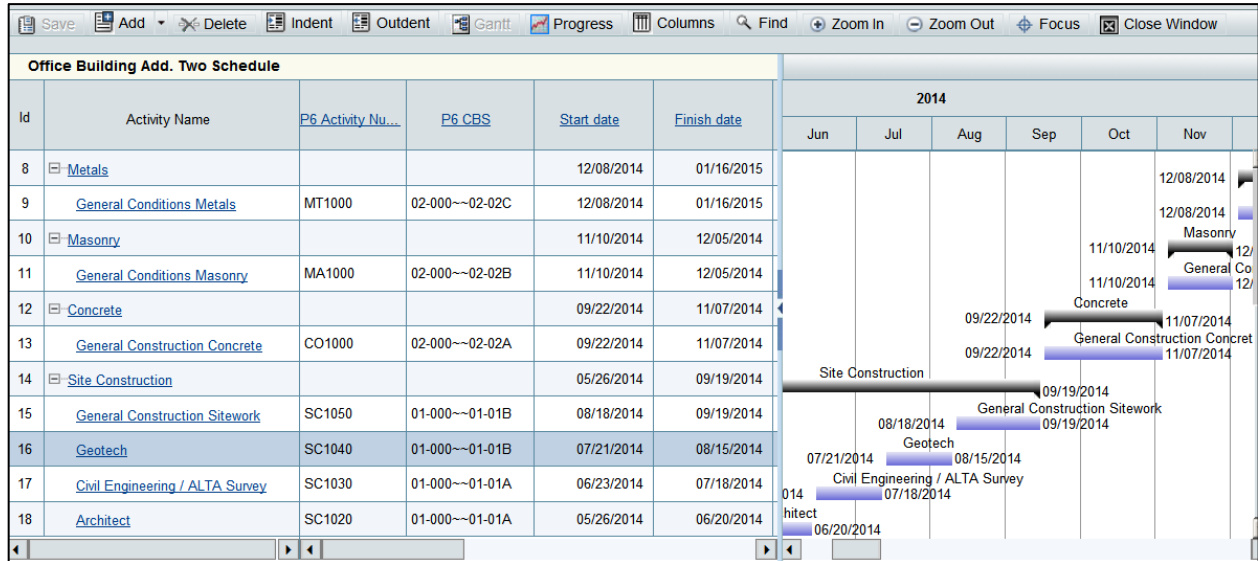 Save Add Delete Indent Outdent Gantt Progress Columns Find Zoom In Zoom Out Focus Close Window
Office Building Add. Two Schedule
Id Activity Name P6 Activity Nu... P6 CBS Start date Finish date
2014
Jun Jul Aug Sep Oct Nov
8 Metals 12/08/2014 01/16/2015
12/08/2014
9 General Conditions Metals MT1000 02-000~~02-02C 12/08/2014 01/16/2015
12/08/2014
10 Masonry 11/10/2014 12/05/2014
Masonry
11/10/2014 12/
11 General Conditions Masonry MA1000 02-000~~02-02B 11/10/2014 12/05/2014
General Co
11/10/2014 12/
12 Concrete 09/22/2014 11/07/2014
Concrete
09/22/2014 11/07/2014
13 General Construction Concrete CO1000 02-000~~02-02A 09/22/2014 11/07/2014
General Construction Concret
09/22/2014 11/07/2014
14 Site Construction 05/26/2014 09/19/2014
Site Construction
09/19/2014
15 General Construction Sitework SC1050 01-000~~01-01B 08/18/2014 09/19/2014
General Construction Sitework
08/18/2014 09/19/2014
16 Geotech SC1040 01-000~~01-01B 07/21/2014 08/15/2014
Geotech
07/21/2014 08/15/2014
17 Civil Engineering / ALTA Survey SC1030 01-000~~01-01A 06/23/2014 07/18/2014
Civil Engineering / ALTA Survey
014 07/18/2014
18 Architect SC1020 01-000~~01-01A 05/26/2014 06/20/2014
hitect
06/20/2014